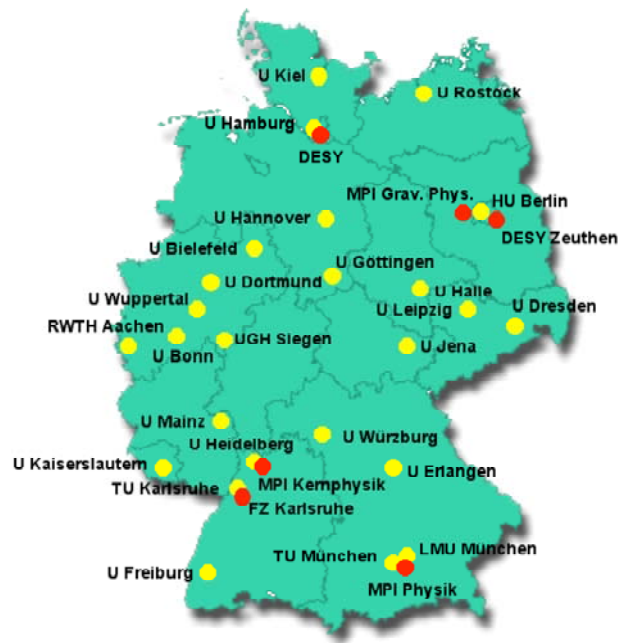 U Kiel
U Rostock
U Hamburg
DESY
MPI Grav. Phys.
HU Berlin
U Hannover
DESY Zeuthen
U Bielefeld
U Göttingen
U Dortmund
U Halle
U Wuppertal
U Leipzig
U Dresden
RWTH Aachen
UGH Siegen
U Bonn
U Jena
U Mainz
U Würzburg
U Heidelberg
U Kaiserslautern
U Erlangen
TU Karlsruhe
MPI Kernphysik
FZ Karlsruhe
TU München
LMU München
U Freiburg
MPI Physik